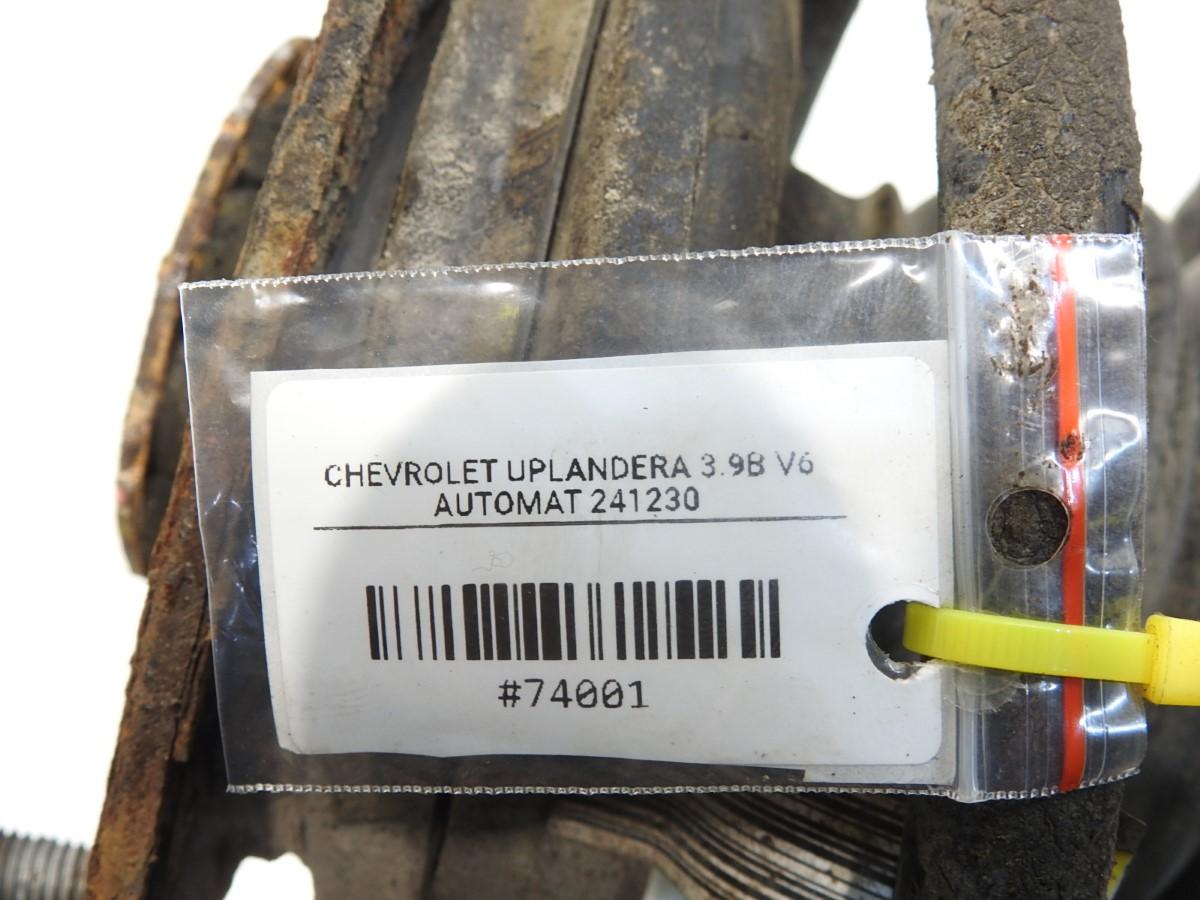 CHEVROLET UPLANDERA 3.9B V6
AUTOMAT 241230
#74001